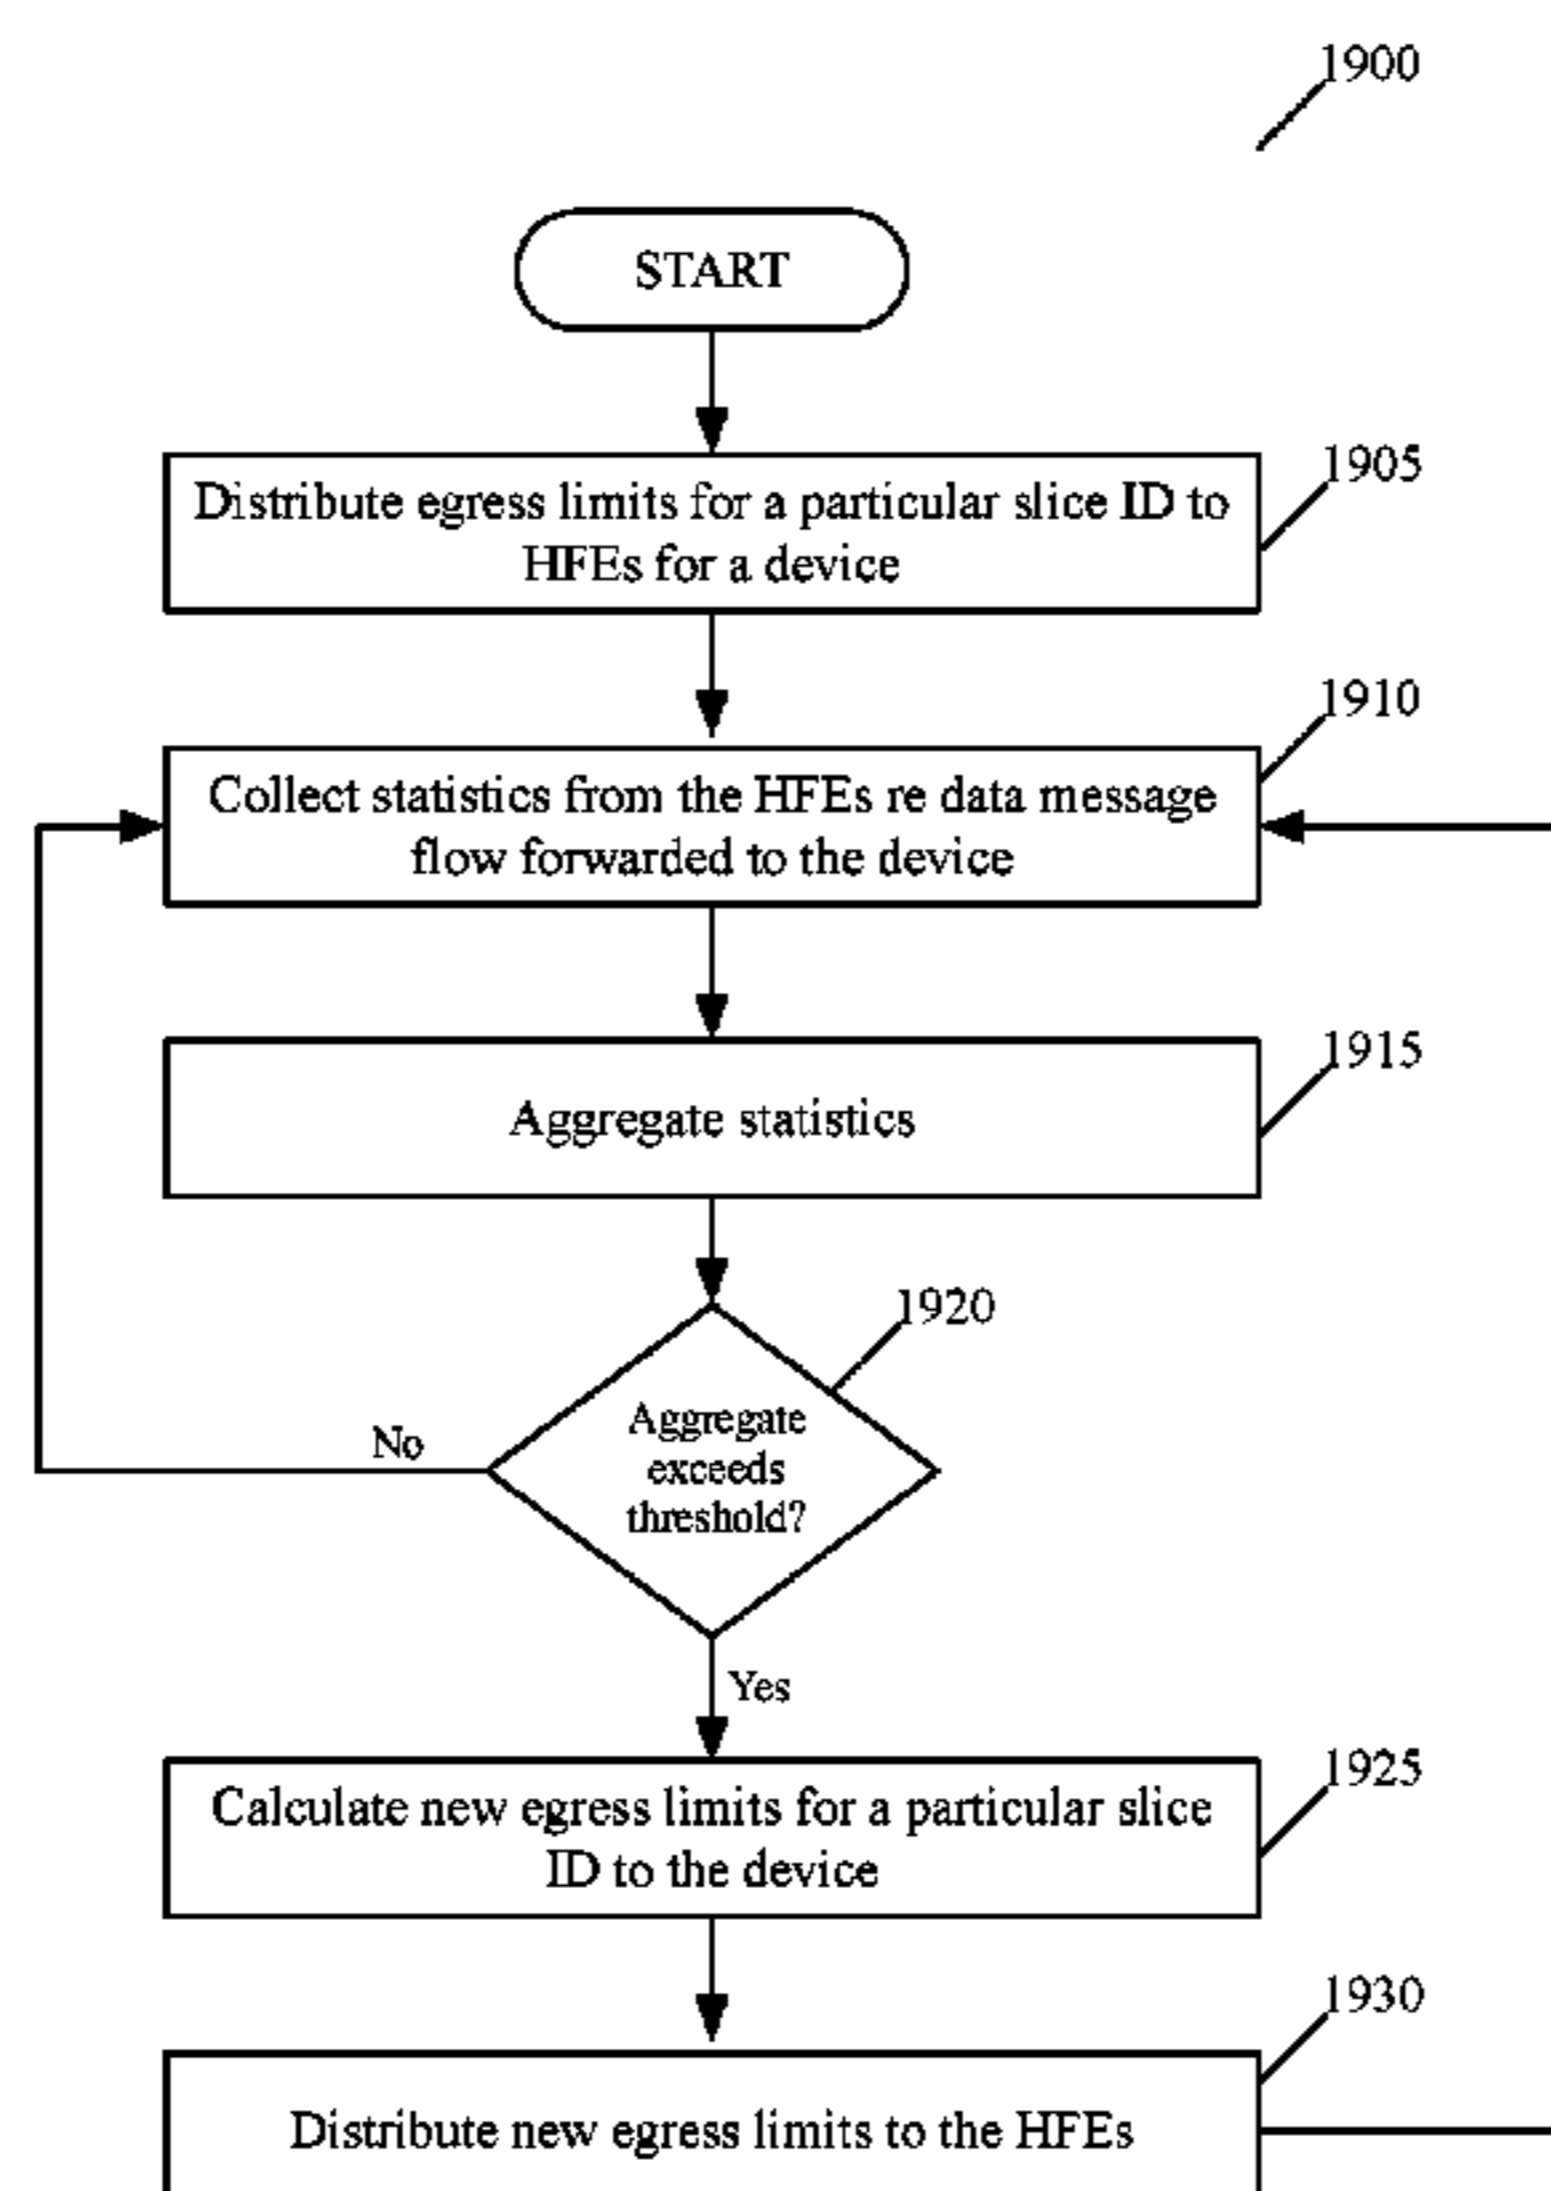 1900
START
1905
Distribute egress limits for a particular slice ID to
HFEs for a device
1910
Collect statistics from the HFEs re data message
flow forwarded to the device
1915
Aggregate statistics
1920
Aggregate
exceeds
threshold?
No
Yes
1925
Calculate new egress limits for a particular slice
ID to the device
1930
Distribute new egress limits to the HFEs